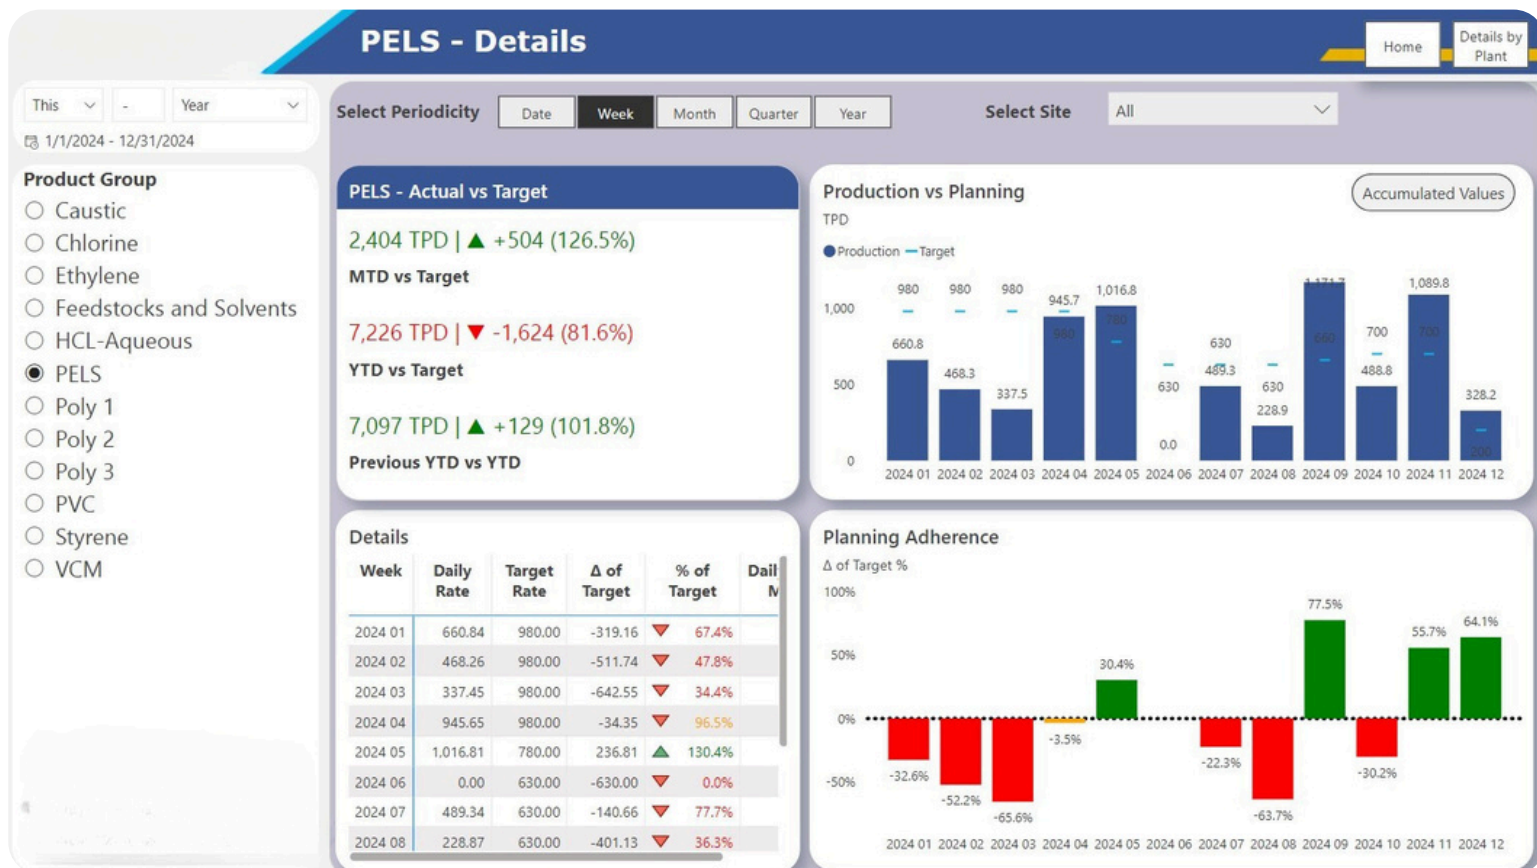 PELS - Details
Home
Details by
Plant
This
-
Year
1/1/2024 - 12/31/2024
Select Periodicity
Date
Week
Month
Quarter
Year
Select Site
All
Product Group
Caustic
Chlorine
Ethylene
Feedstocks and Solvents
HCL-Aqueous
PELS
Poly 1
Poly 2
Poly 3
PVC
Styrene
VCM
PELS - Actual vs Target
2,404 TPD | ▲ +504 (126.5%)
MTD vs Target
7,226 TPD | ▼ -1,624 (81.6%)
YTD vs Target
7,097 TPD | ▲ +129 (101.8%)
Previous YTD vs YTD
Production vs Planning
Accumulated Values
TPD
Production Target
1,000
500
0
980 980 980 945.7 1,016.8 1,171.7 1,089.8
660.8 468.3 337.5 980 780 630 630 660 700 700
0.0 489.3 630 228.9 488.8 328.2 200
2024 01 2024 02 2024 03 2024 04 2024 05 2024 06 2024 07 2024 08 2024 09 2024 10 2024 11 2024 12
Details
Week Daily Rate Target Rate Δ of Target % of Target Dail M
2024 01 660.84 980.00 -319.16 ▼ 67.4%
2024 02 468.26 980.00 -511.74 ▼ 47.8%
2024 03 337.45 980.00 -642.55 ▼ 34.4%
2024 04 945.65 980.00 -34.35 ▼ 96.5%
2024 05 1,016.81 780.00 236.81 ▲ 130.4%
2024 06 0.00 630.00 -630.00 ▼ 0.0%
2024 07 489.34 630.00 -140.66 ▼ 77.7%
2024 08 228.87 630.00 -401.13 ▼ 36.3%
Planning Adherence
Δ of Target %
100%
50%
0%
-50%
-32.6% -52.2% -65.6% -3.5% 30.4% -22.3% -63.7% 77.5% -30.2% 55.7% 64.1%
2024 01 2024 02 2024 03 2024 04 2024 05 2024 06 2024 07 2024 08 2024 09 2024 10 2024 11 2024 12